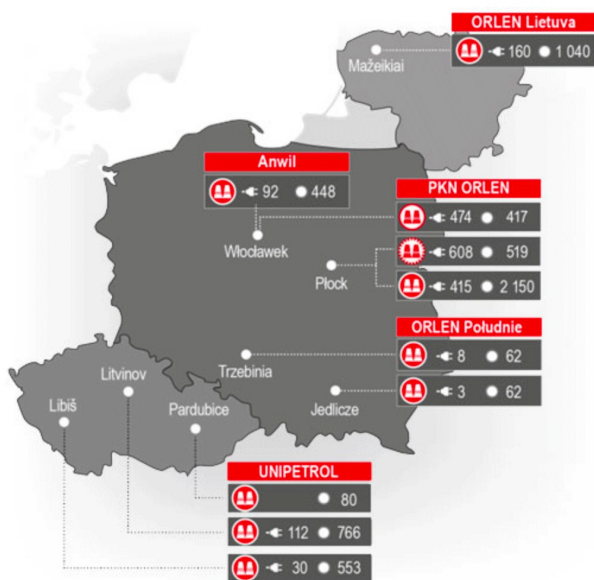 ORLEN Lietuva
160 1 040
Mažeikiai
Anwil
92 448
PKN ORLEN
474 417
608 519
415 2 150
Włocławek
Płock
ORLEN Południe
8 62
3 62
Trzebinia
Jedlicze
Litvinov
Libiš
Pardubice
UNIPETROL
80
112 766
30 553